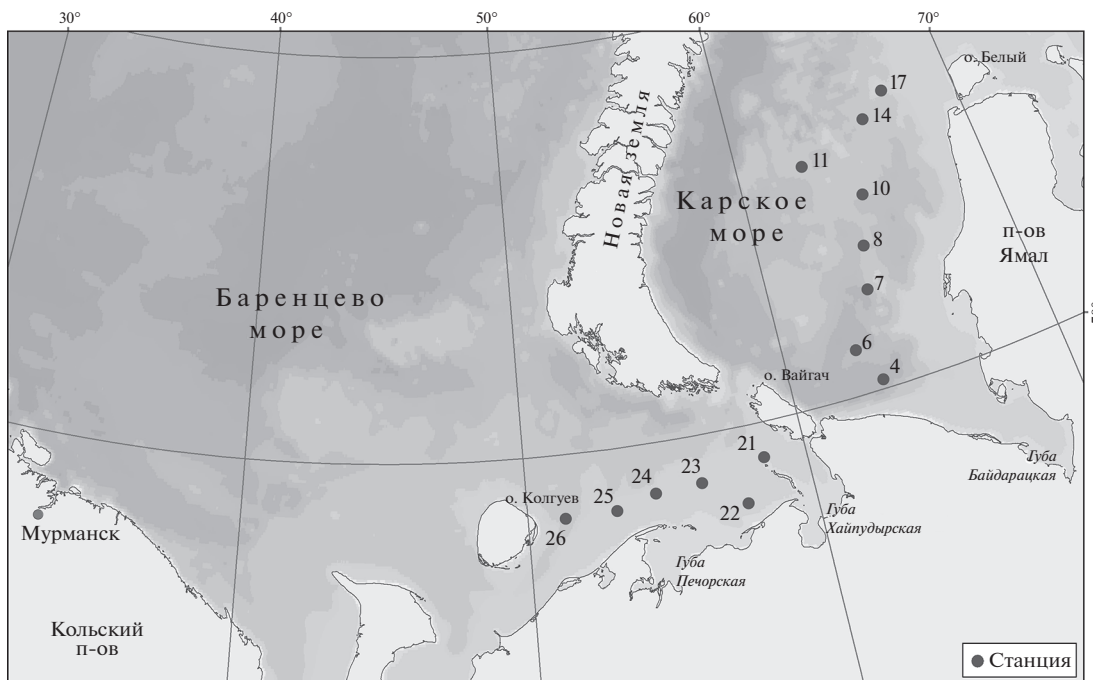 30°
40°
50°
60°
70°
о. Белый
17
14
11
10
Новая земля
Карское
море
8
п-ов
Ямал
7
Баренцево
море
6
4
о. Вайгач
21
Губа
Байдарацкая
23
24
о. Колгуев
25
22
26
Губа
Хайпудырская
Мурманск
Губа
Печорская
Кольский
п-ов
Станция